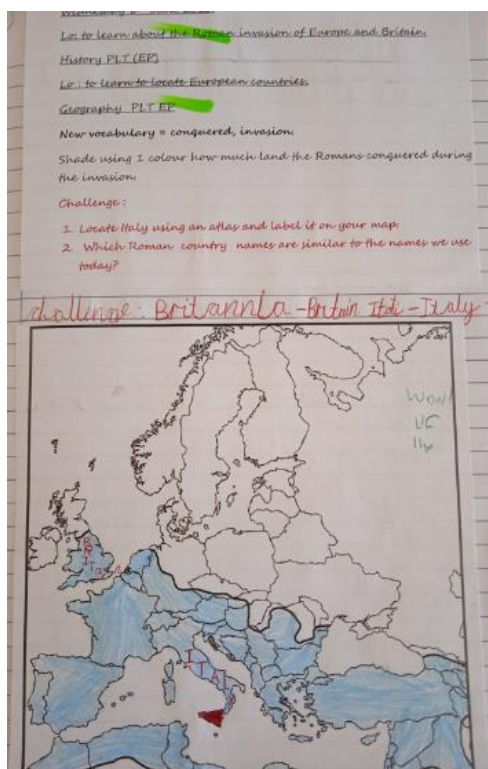 Lo: to learn about the Roman invasion of Europe and Britain.
History PLT (EP)
Lo : to learn to locate European countries.
Geography PLT EP
New vocabulary = conquered, invasion.
Shade using 1 colour how much land the Romans conquered during
the invasion.
Challenge :
1. Locate Italy using an atlas and label it on your map.
2. Which Roman country names are similar to the names we use
today?
challenge: Britannia - Britain Itali - Italy